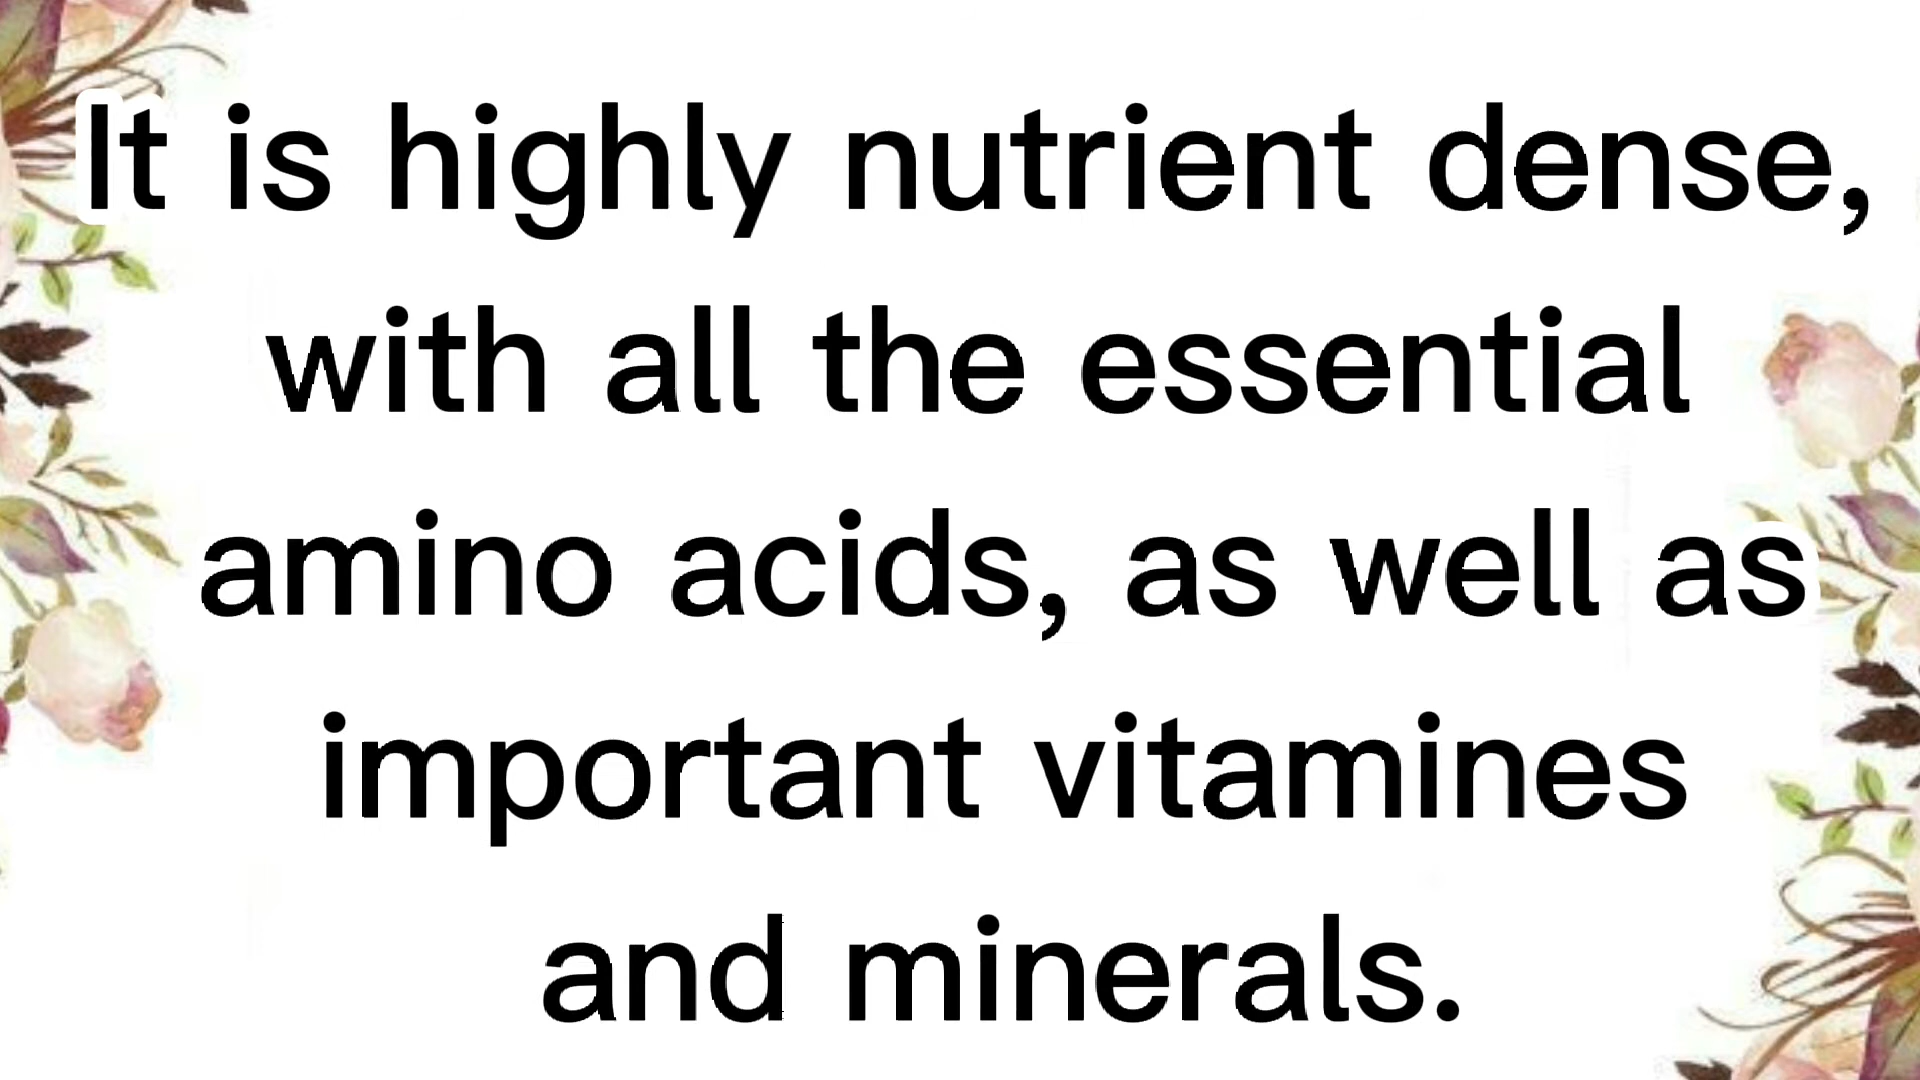 It is highly nutrient dense,
with all the essential
amino acids, as well as
important vitamines
and minerals.